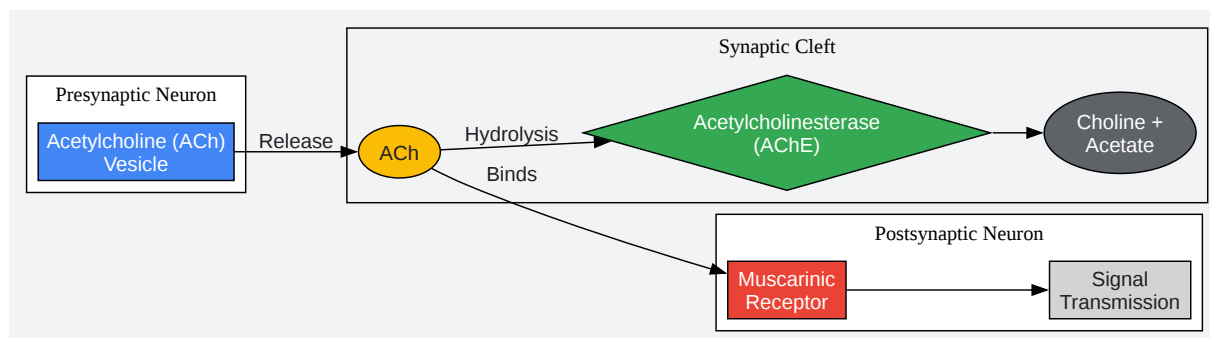 Synaptic Cleft
Presynaptic Neuron
Acetylcholine (ACh)
Vesicle
Release
ACh
Hydrolysis
Binds
Acetylcholinesterase
(AChE)
Choline +
Acetate
Postsynaptic Neuron
Muscarinic
Receptor
Signal
Transmission